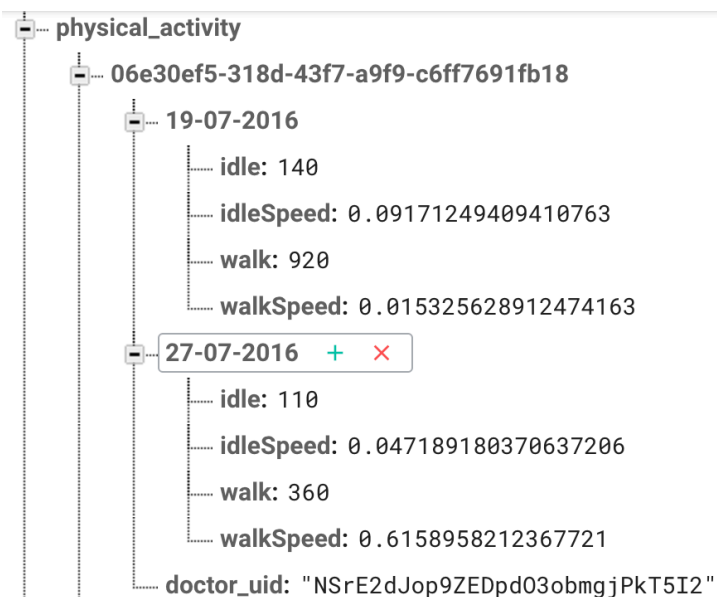 physical_activity
06e30ef5-318d-43f7-a9f9-c6ff7691fb18
19-07-2016
idle: 140
idleSpeed: 0.09171249409410763
walk: 920
walkSpeed: 0.015325628912474163
27-07-2016 + ×
idle: 110
idleSpeed: 0.047189180370637206
walk: 360
walkSpeed: 0.6158958212367721
doctor_uid: "NSrE2dJop9ZEDpdO3obmgjPkT5I2"